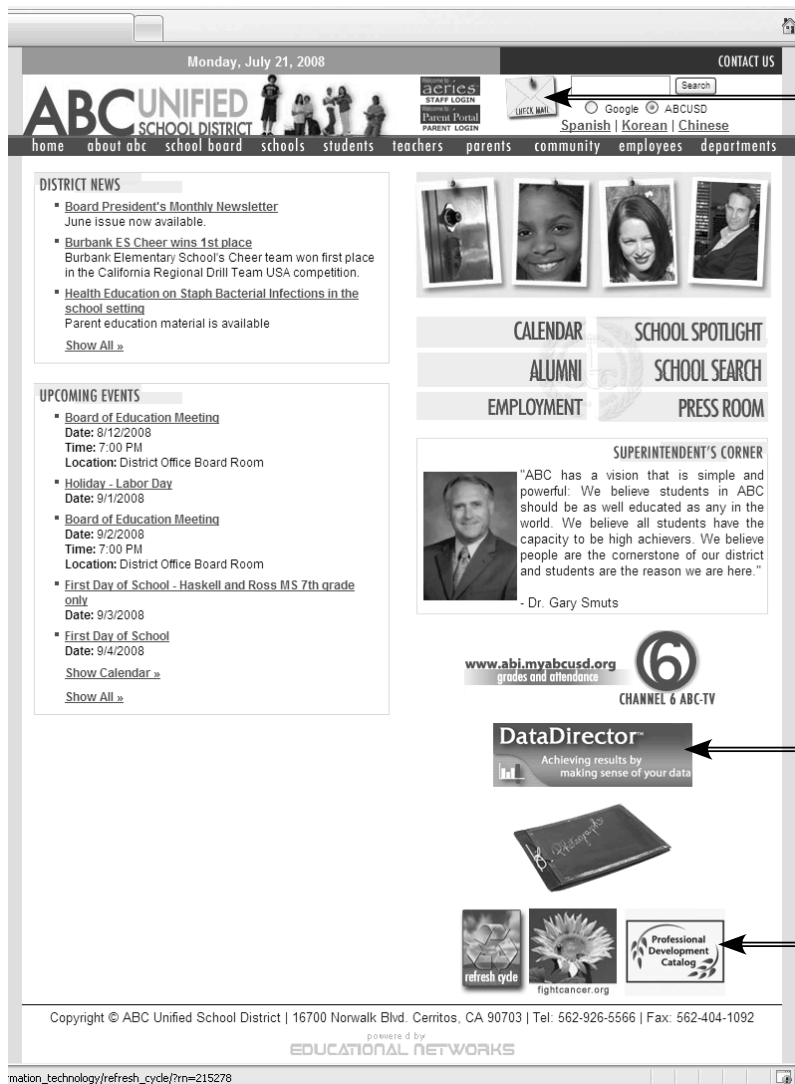 Monday, July 21, 2008
CONTACT US
ABC UNIFIED
SCHOOL DISTRICT
Welcome to
aeries
STAFF LOGIN
Welcome to
Parent Portal
PARENT LOGIN
CHECK MAIL
Search
Google ABCUSD
Spanish | Korean | Chinese
home about abc school board schools students teachers parents community employees departments
DISTRICT NEWS
Board President's Monthly Newsletter
June issue now available.
Burbank ES Cheer wins 1st place
Burbank Elementary School's Cheer team won first place
in the California Regional Drill Team USA competition.
Health Education on Staph Bacterial Infections in the
school setting
Parent education material is available
Show All »
UPCOMING EVENTS
Board of Education Meeting
Date: 8/12/2008
Time: 7:00 PM
Location: District Office Board Room
Holiday - Labor Day
Date: 9/1/2008
Board of Education Meeting
Date: 9/2/2008
Time: 7:00 PM
Location: District Office Board Room
First Day of School - Haskell and Ross MS 7th grade
only
Date: 9/3/2008
First Day of School
Date: 9/4/2008
Show Calendar »
Show All »
CALENDAR SCHOOL SPOTLIGHT
ALUMNI SCHOOL SEARCH
EMPLOYMENT PRESS ROOM
SUPERINTENDENT'S CORNER
"ABC has a vision that is simple and
powerful: We believe students in ABC
should be as well educated as any in the
world. We believe all students have the
capacity to be high achievers. We believe
people are the cornerstone of our district
and students are the reason we are here."
- Dr. Gary Smuts
www.abi.myabcusd.org
grades and attendance
6
CHANNEL 6 ABC-TV
DataDirector™
Achieving results by
making sense of your data
Photographs
refresh cycle
fightcancer.org
Professional
Development
Catalog
Copyright © ABC Unified School District | 16700 Norwalk Blvd. Cerritos, CA 90703 | Tel: 562-926-5566 | Fax: 562-404-1092
powered by
EDUCATIONAL NETWORKS
rmation_technology/refresh_cycle/?rn=215278